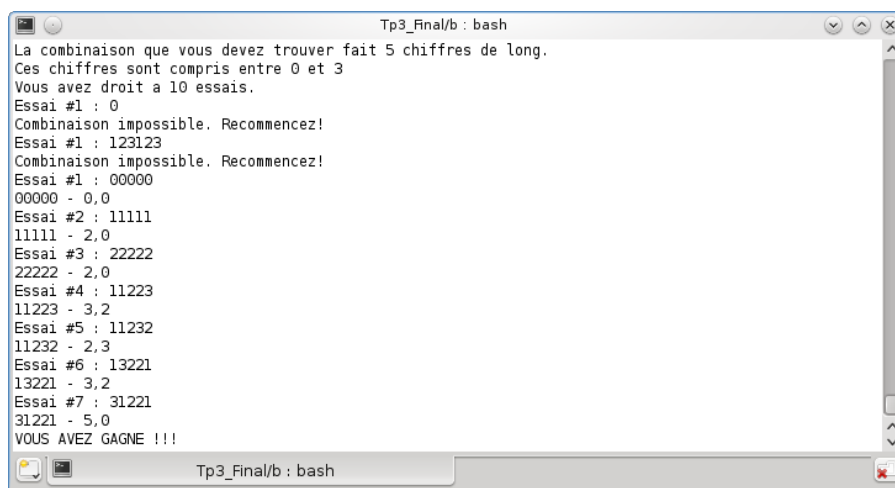 Tp3_Final/b : bash
La combinaison que vous devez trouver fait 5 chiffres de long.
Ces chiffres sont compris entre 0 et 3
Vous avez droit a 10 essais.
Essai #1 : 0
Combinaison impossible. Recommencez!
Essai #1 : 123123
Combinaison impossible. Recommencez!
Essai #1 : 00000
00000 - 0,0
Essai #2 : 11111
11111 - 2,0
Essai #3 : 22222
22222 - 2,0
Essai #4 : 11223
11223 - 3,2
Essai #5 : 11232
11232 - 2,3
Essai #6 : 13221
13221 - 3,2
Essai #7 : 31221
31221 - 5,0
VOUS AVEZ GAGNE !!!
Tp3_Final/b : bash